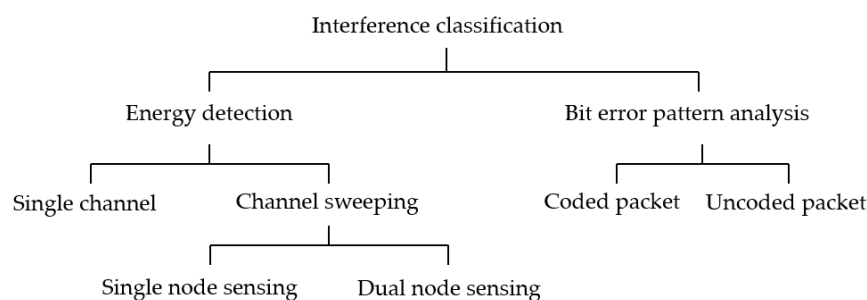 Interference classification
Energy detection
Bit error pattern analysis
Single channel
Channel sweeping
Coded packet
Uncoded packet
Single node sensing
Dual node sensing